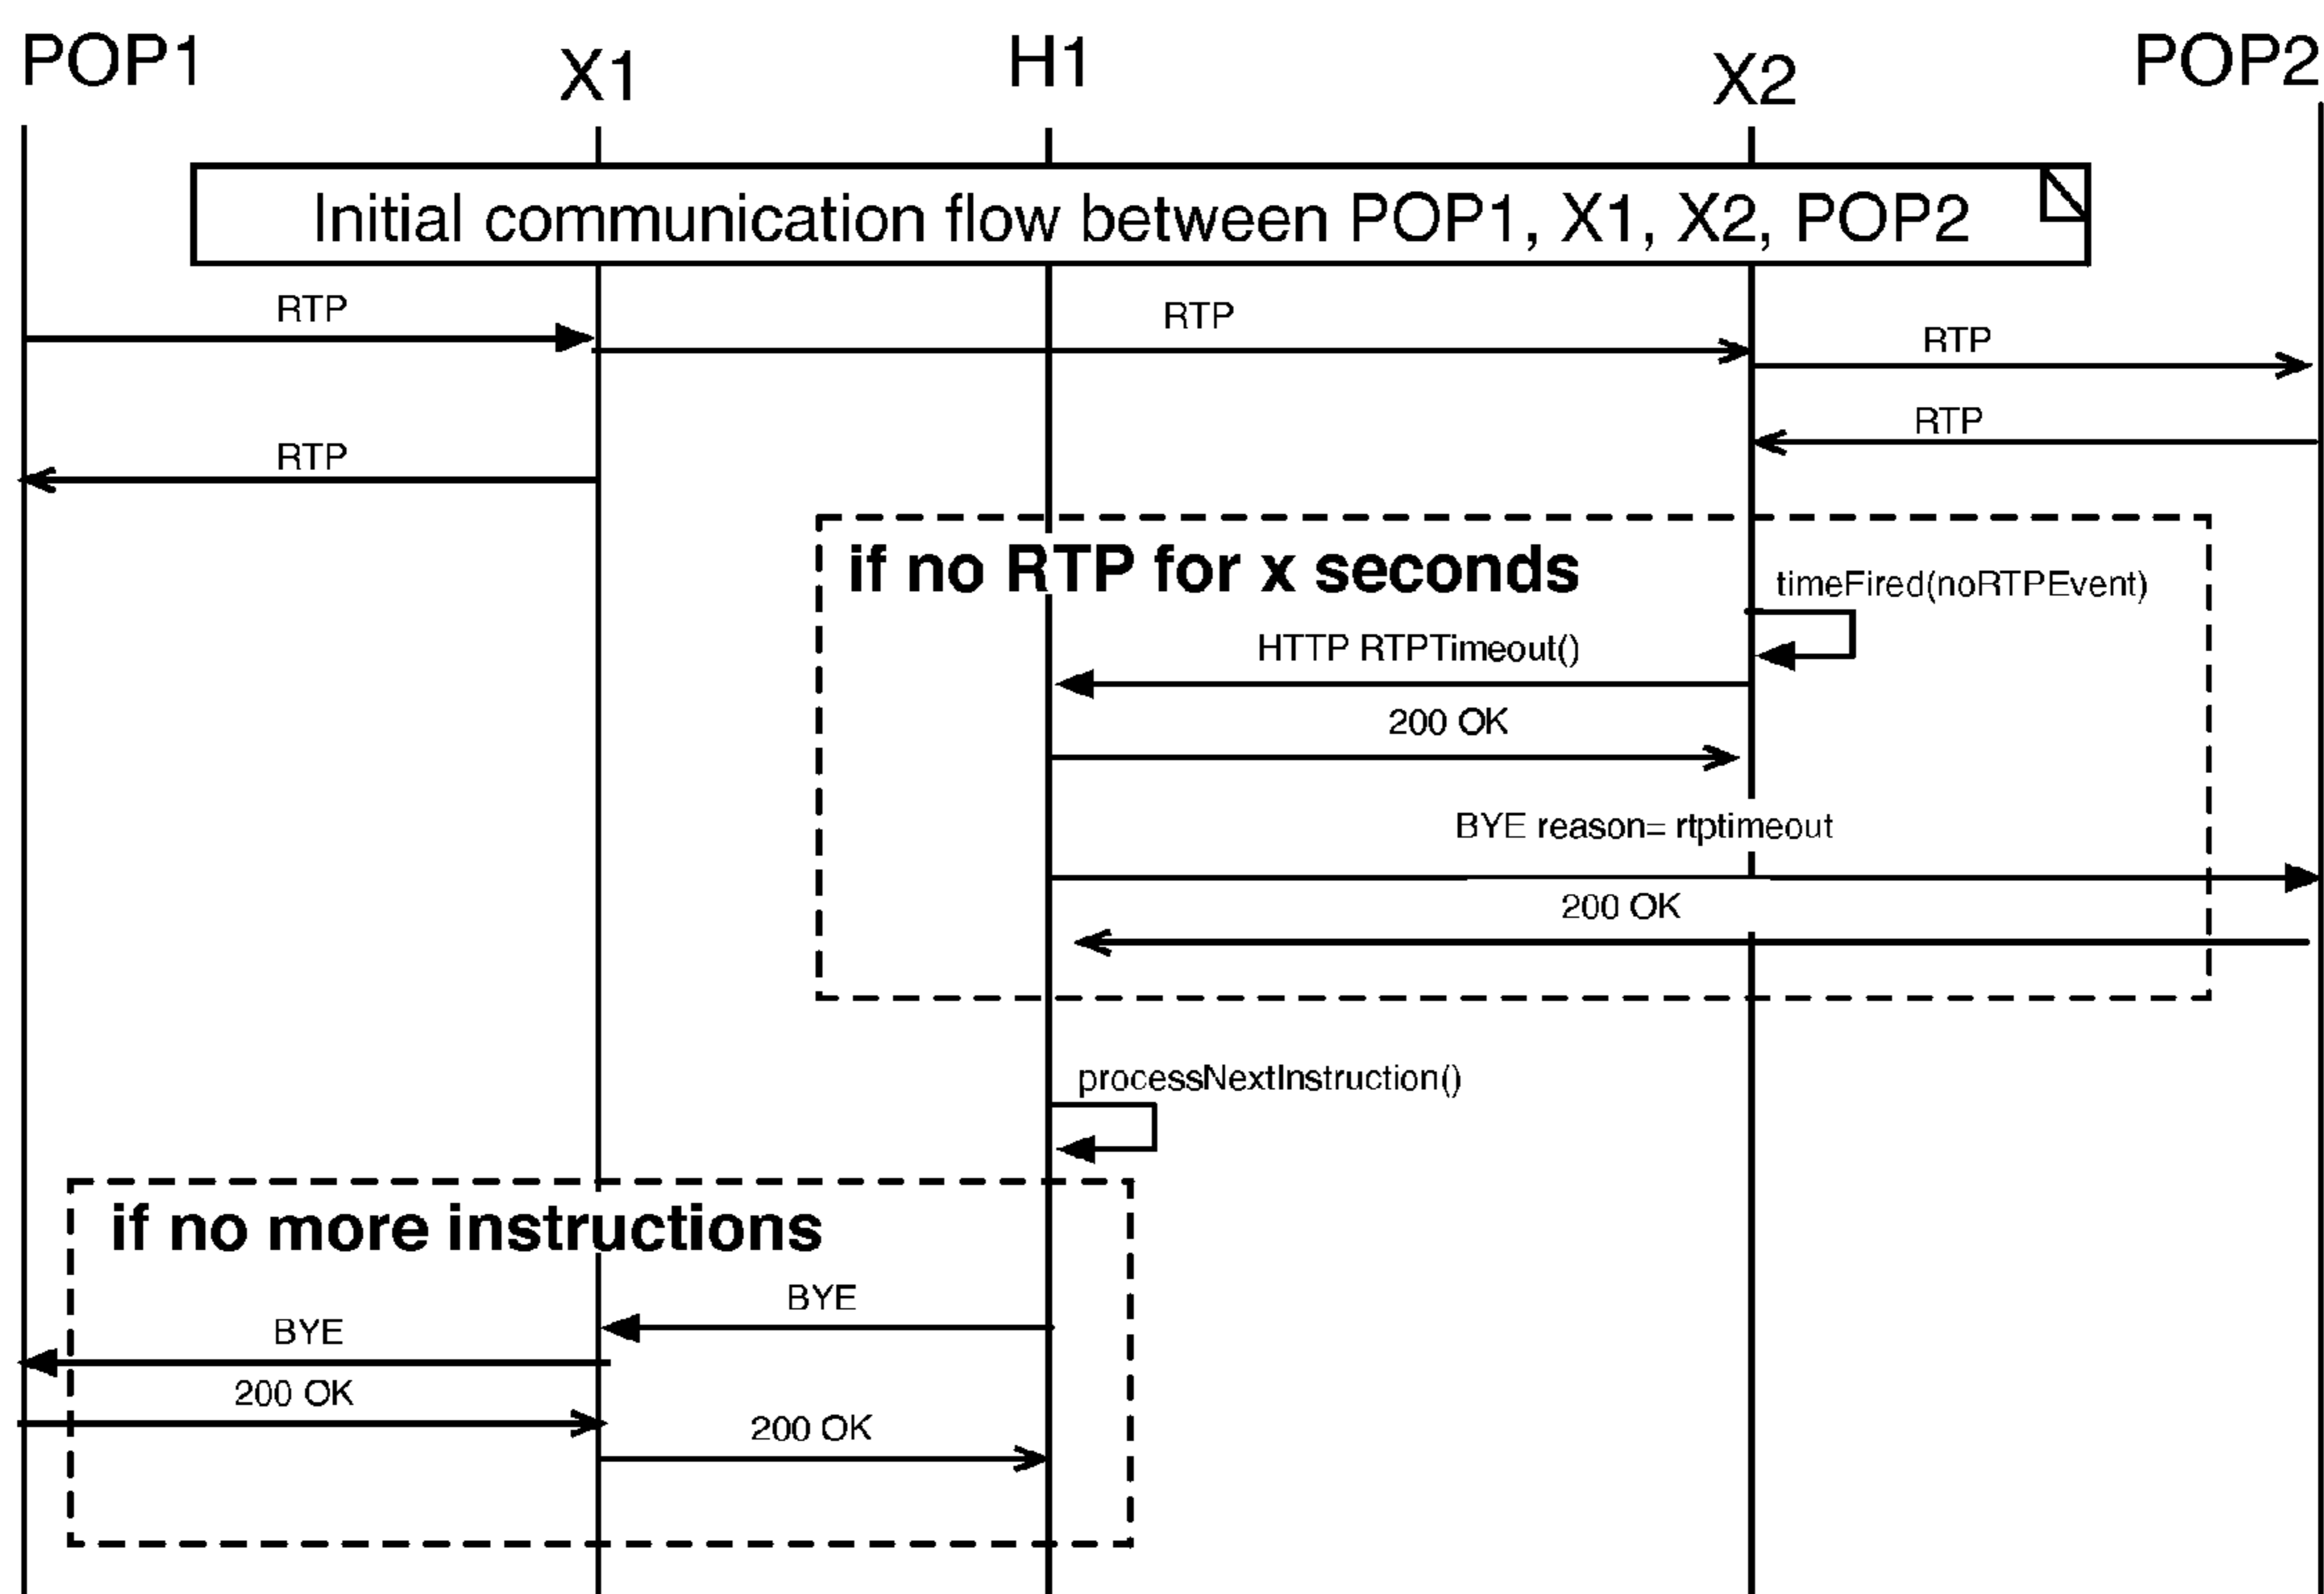 POP1
X1
H1
X2
POP2
Initial communication flow between POP1, X1, X2, POP2
RTP
RTP
RTP
RTP
RTP
if no RTP for x seconds
timeFired(noRTPEvent)
HTTP RTPTimeout()
200 OK
BYE reason= rtptimeout
200 OK
processNextInstruction()
if no more instructions
BYE
BYE
200 OK
200 OK